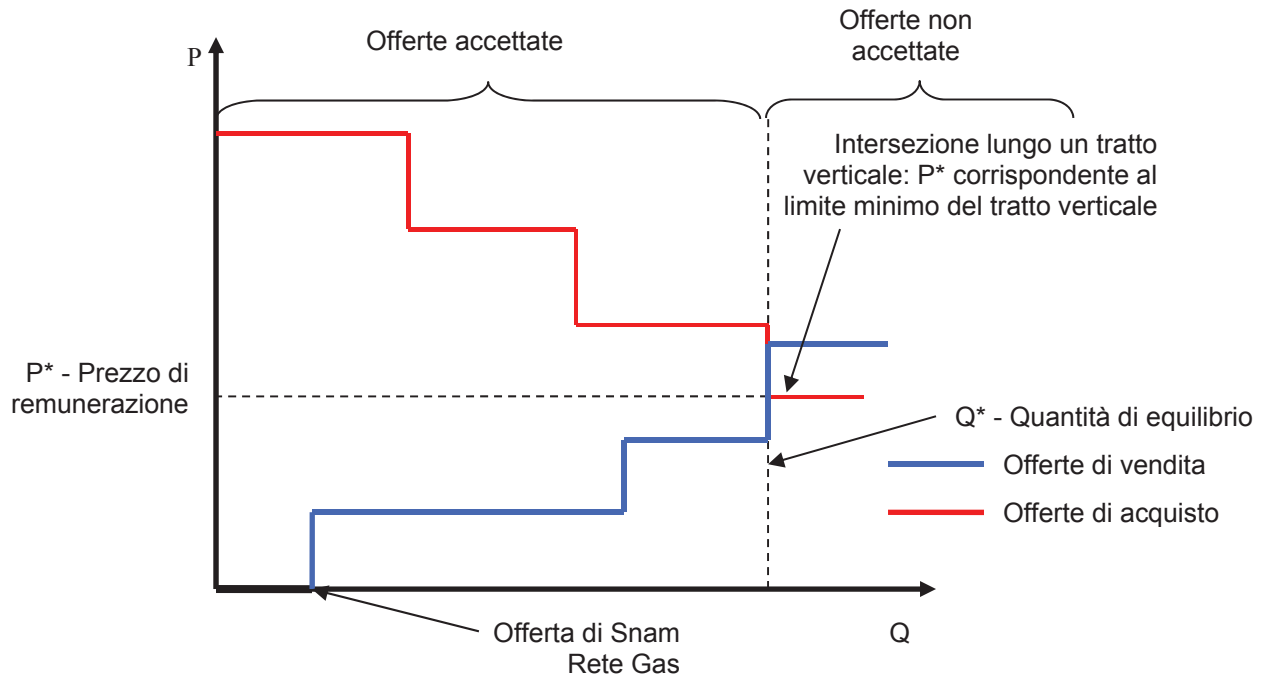 P
Offerte accettate
Offerte non
accettate
Intersezione lungo un tratto
verticale: P* corrispondente al
limite minimo del tratto verticale
P* - Prezzo di
remunerazione
Q* - Quantità di equilibrio
Offerte di vendita
Offerte di acquisto
Offerta di Snam
Rete Gas
Q